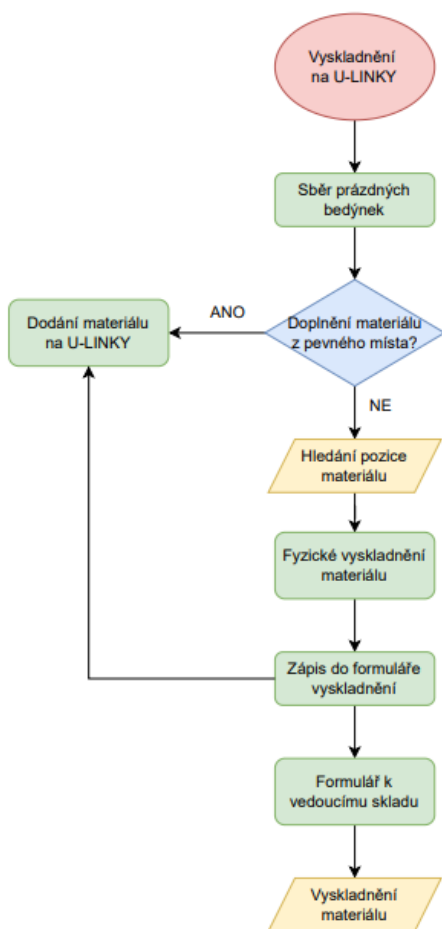 Vyskladnění
na U-LINKY
Sběr prázdných
bedýnek
Doplnění materiálu
z pevného místa?
ANO
Dodání materiálu
na U-LINKY
NE
Hledání pozice
materiálu
Fyzické vyskladnění
materiálu
Zápis do formuláře
vyskladnění
Formulář k
vedoucímu skladu
Vyskladnění
materiálu